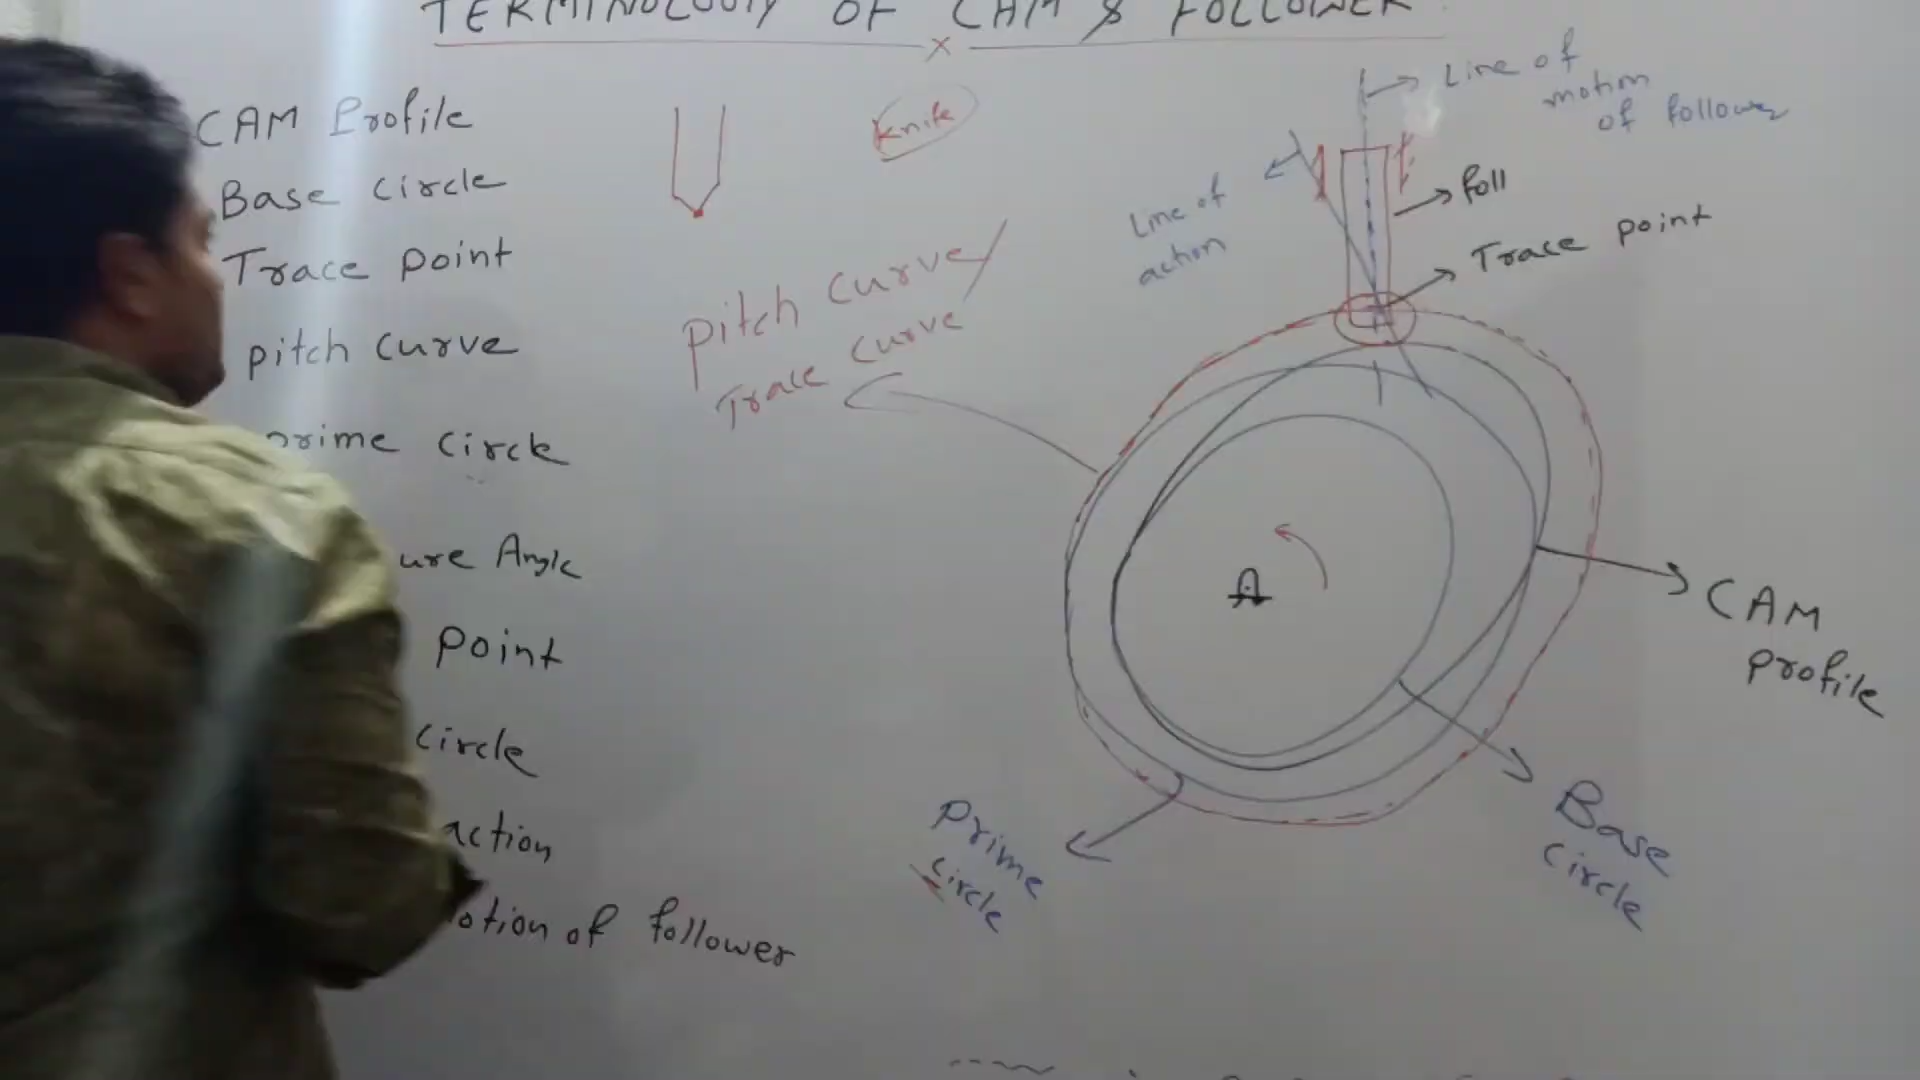 TERMINOLOGY OF CAM & FOLLOWER
CAM Profile
Base circle
Trace point
pitch curve
prime circle
ure Angle
point
circle
action
otion of follower
knife
pitch curve/
Trace curve
Line of
motion
of follower
Line of
action
foll
Trace point
A
CAM
profile
Base
circle
Prime
circle